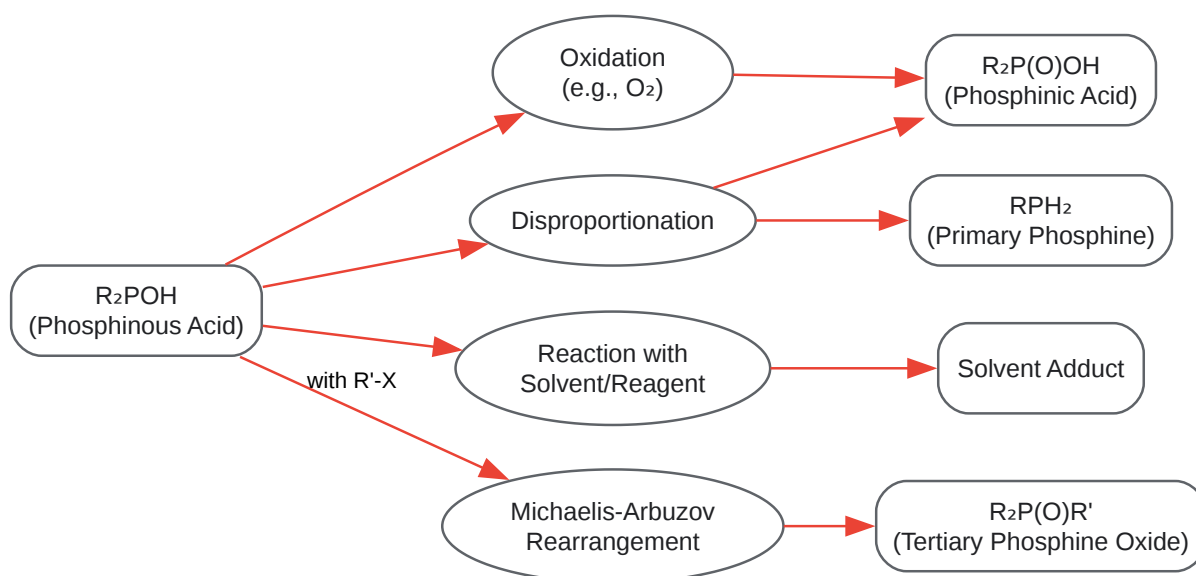 Oxidation
(e.g., O₂)
R₂P(O)OH
(Phosphinic Acid)
Disproportionation
RPH₂
(Primary Phosphine)
R₂POH
(Phosphinous Acid)
Reaction with
Solvent/Reagent
Solvent Adduct
with R'-X
Michaelis-Arbuzov
Rearrangement
R₂P(O)R'
(Tertiary Phosphine Oxide)